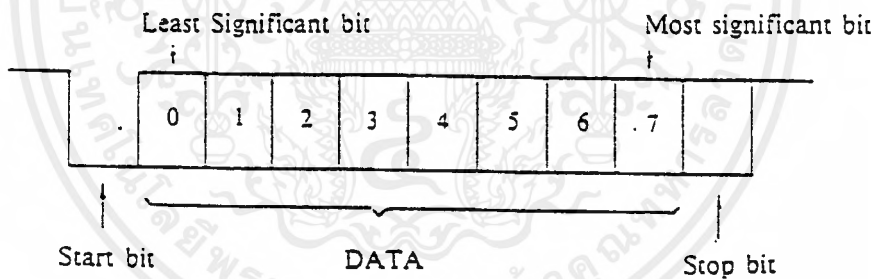 Least Significant bit Most significant bit
. 0 1 2 3 4 5 6 .7
Start bit DATA Stop bit